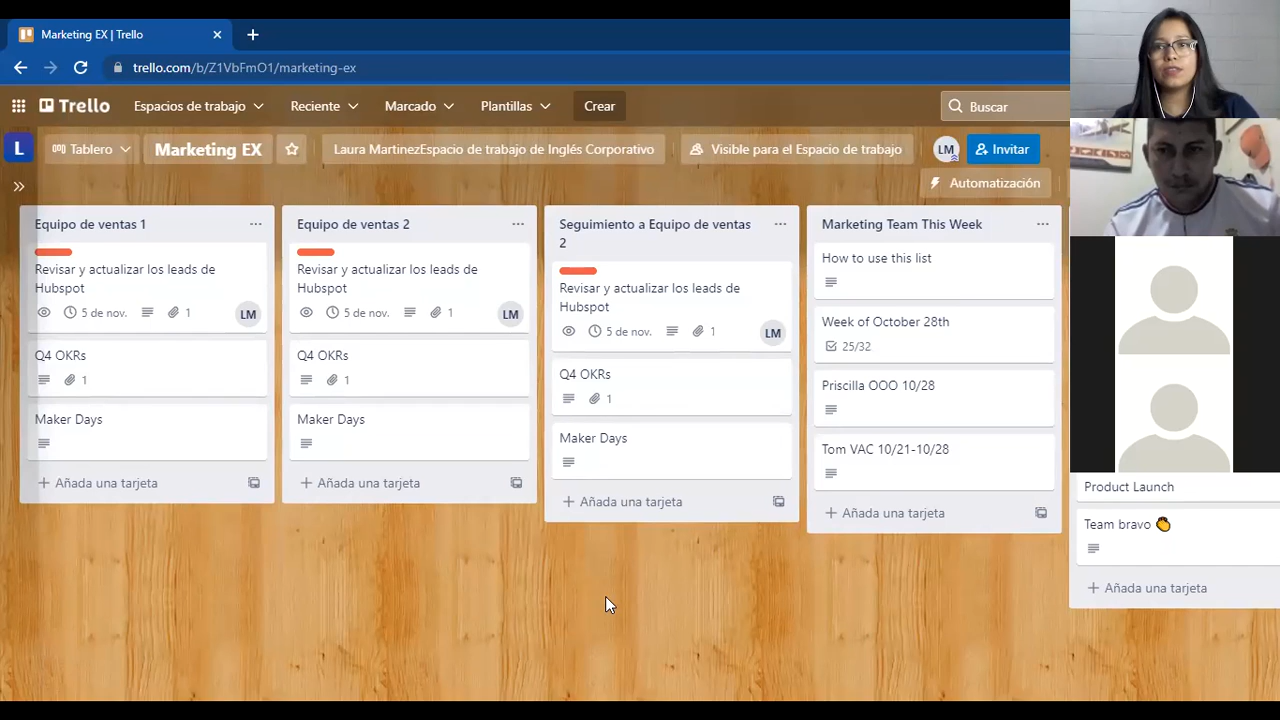 Marketing EX | Trello
trello.com/b/Z1VbFmO1/marketing-ex
Trello
Espacios de trabajo
Reciente
Marcado
Plantillas
Crear
Buscar
L
Tablero
Marketing EX
Laura MartinezEspacio de trabajo de Inglés Corporativo
Visible para el Espacio de trabajo
LM
Invitar
Automatización
Equipo de ventas 1
Revisar y actualizar los leads de
Hubspot
5 de nov.
1
LM
Q4 OKRs
1
Maker Days
+ Añada una tarjeta
Equipo de ventas 2
Revisar y actualizar los leads de
Hubspot
5 de nov.
1
LM
Q4 OKRs
1
Maker Days
+ Añada una tarjeta
Seguimiento a Equipo de ventas
2
Revisar y actualizar los leads de
Hubspot
5 de nov.
1
LM
Q4 OKRs
1
Maker Days
+ Añada una tarjeta
Marketing Team This Week
How to use this list
Week of October 28th
25/32
Priscilla OOO 10/28
Tom VAC 10/21-10/28
+ Añada una tarjeta
Product Launch
Team bravo 👏
+ Añada una tarjeta